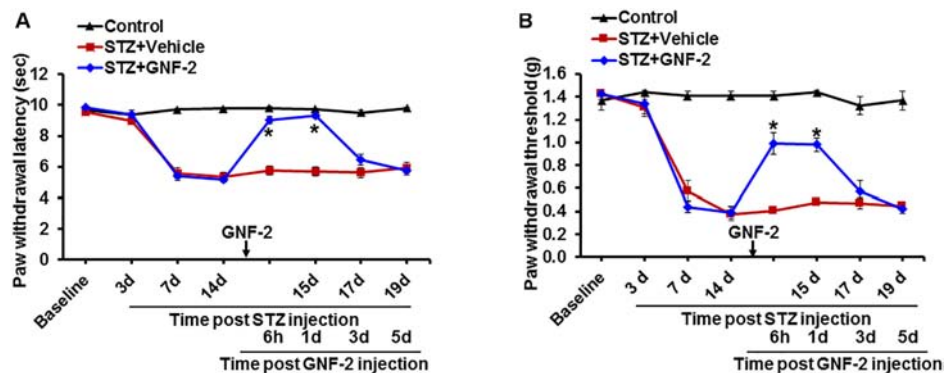 A
Control
STZ+Vehicle
STZ+GNF-2
Paw withdrawal latency (sec)
12
10
8
6
4
2
0
GNF-2
Baseline 3d 7d 14d 15d 17d 19d
Time post STZ injection
6h 1d 3d 5d
Time post GNF-2 injection
B
Control
STZ+Vehicle
STZ+GNF-2
Paw withdrawal threshold (g)
1.6
1.4
1.2
1.0
0.8
0.6
0.4
0.2
0.0
GNF-2
Baseline 3 d 7 d 14 d 15 d 17 d 19 d
Time post STZ injection
6h 1d 3d 5d
Time post GNF-2 injection